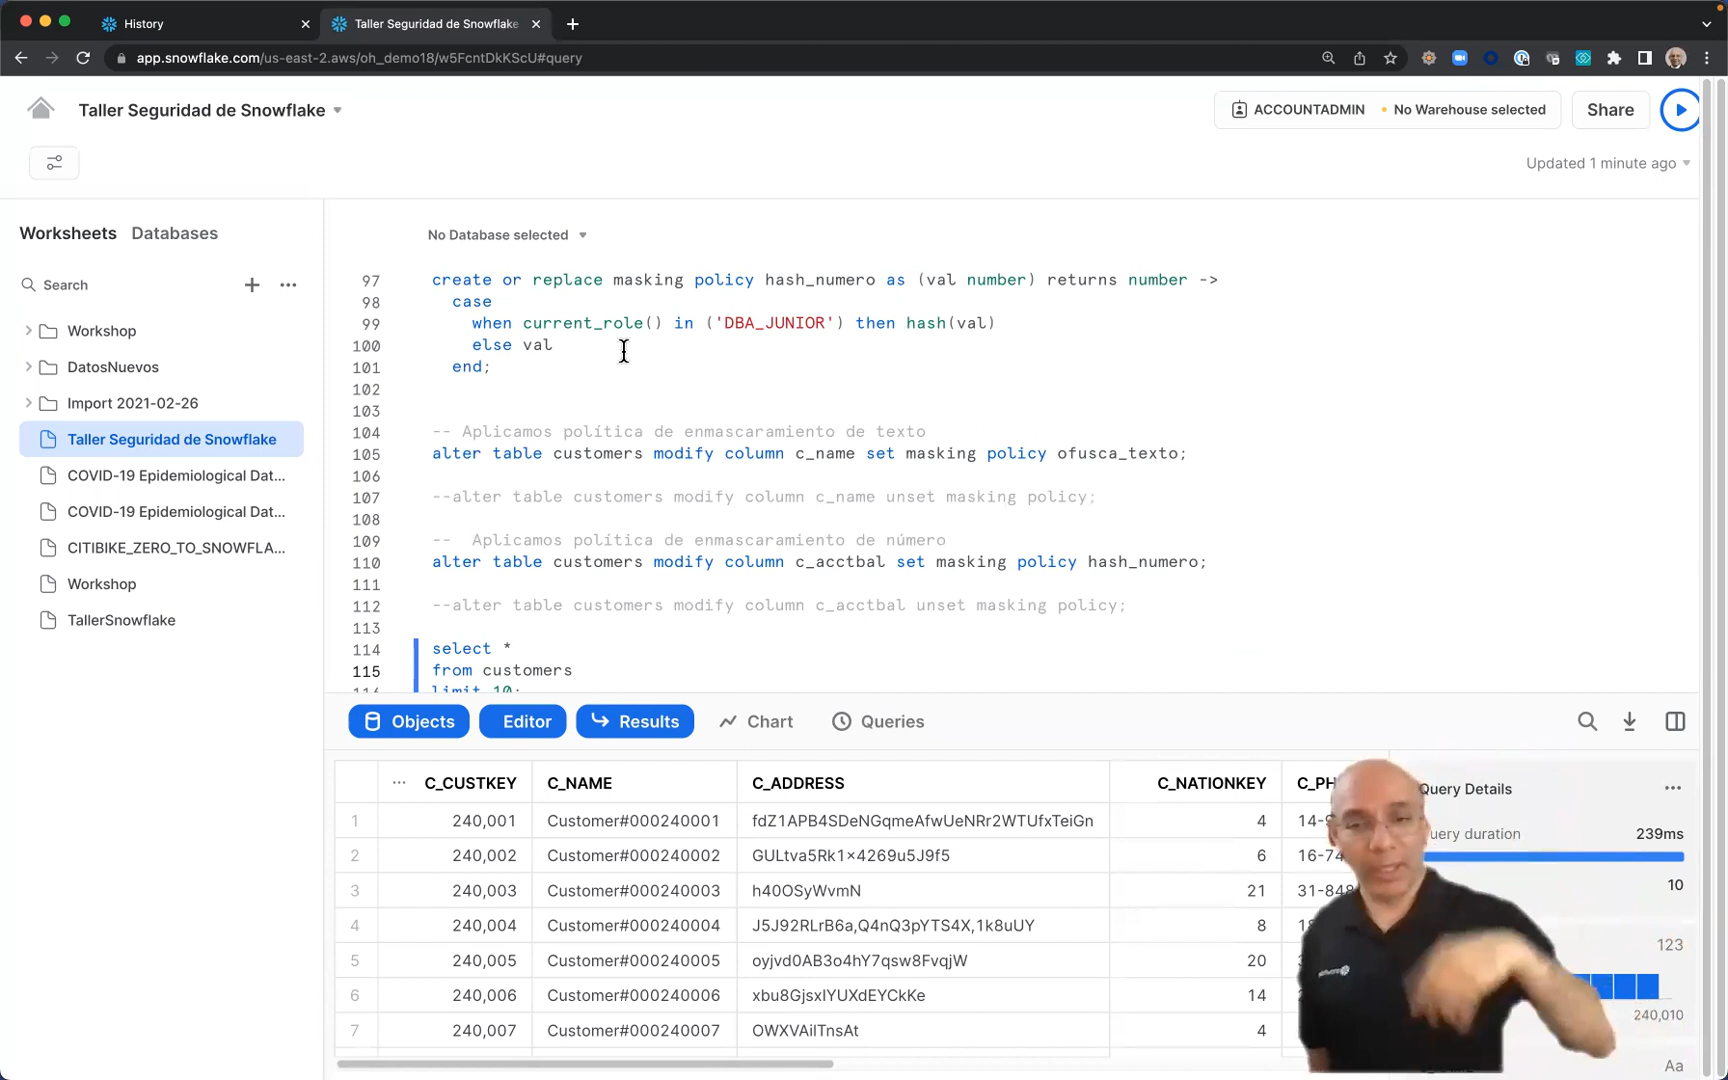 History
Taller Seguridad de Snowflake
app.snowflake.com/us-east-2.aws/oh_demo18/w5FcntDkKScU#query
Taller Seguridad de Snowflake
ACCOUNTADMIN
No Warehouse selected
Share
Updated 1 minute ago
Worksheets
Databases
No Database selected
Search
Workshop
DatosNuevos
Import 2021-02-26
Taller Seguridad de Snowflake
COVID-19 Epidemiological Dat...
COVID-19 Epidemiological Dat...
CITIBIKE_ZERO_TO_SNOWFLA...
Workshop
TallerSnowflake
97 create or replace masking policy hash_numero as (val number) returns number ->
98 case
99 when current_role() in ('DBA_JUNIOR') then hash(val)
100 else val
101 end;
102
103
104 -- Aplicamos política de enmascaramiento de texto
105 alter table customers modify column c_name set masking policy ofusca_texto;
106
107 --alter table customers modify column c_name unset masking policy;
108
109 -- Aplicamos política de enmascaramiento de número
110 alter table customers modify column c_acctbal set masking policy hash_numero;
111
112 --alter table customers modify column c_acctbal unset masking policy;
113
114 select *
115 from customers
116 limit 10;
Objects
Editor
Results
Chart
Queries
C_CUSTKEY C_NAME C_ADDRESS C_NATIONKEY
1 240,001 Customer#000240001 fdZ1APB4SDeNGqmeAfwUeNRr2WTUfxTeiGn 4
2 240,002 Customer#000240002 GULtva5Rk1x4269u5J9f5 6
3 240,003 Customer#000240003 h40OSyWvmN 21
4 240,004 Customer#000240004 J5J92RLrB6a,Q4nQ3pYTS4X,1k8uUY 8
5 240,005 Customer#000240005 oyjvd0AB3o4hY7qsw8FvqjW 20
6 240,006 Customer#000240006 xbu8GjsxIYUXdEYCkKe 14
7 240,007 Customer#000240007 OWXVAiITnsAt 4
Query Details
239ms
10
123
240,010
Aa